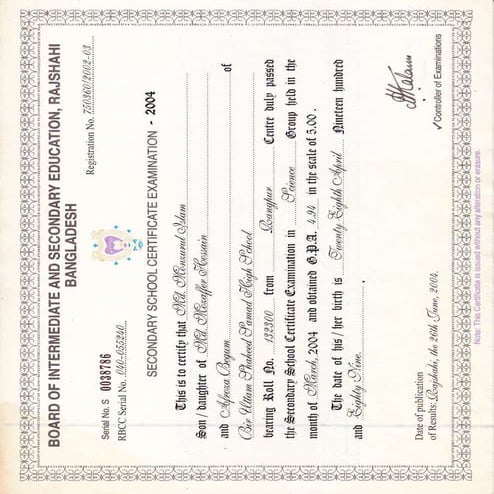 BOARD OF INTERMEDIATE AND SECONDARY EDUCATION, RAJSHAHI
BANGLADESH
Serial No. S 0038766
RBCC Serial No. 040-055240
Registration No. 750360/2002-03
SECONDARY SCHOOL CERTIFICATE EXAMINATION - 2004
This is to certify that Md. Monzurul Islam
Son / daughter of Md. Mozaffer Hossain
and Afroza Begum of
Bir Uttam Shaheed Samad High School
bearing Roll No. 132300 from Rangpur Centre duly passed
the Secondary School Certificate Examination in Science Group held in the
month of March, 2004 and obtained G.P.A. 4.94 in the scale of 5.00.
The date of his / her birth is Twenty Eighth April Nineteen hundred
and Eighty Nine.
Date of publication
of Results: Rajshahi, the 26th June, 2004.
Controller of Examinations
Note: This Certificate is issued without any alteration or erasure.